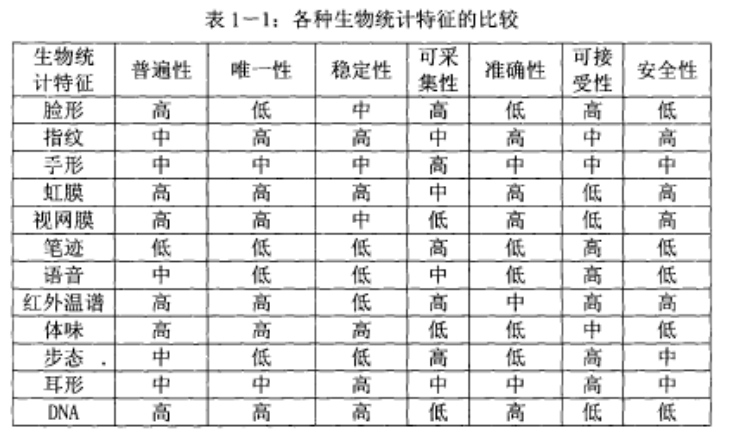 表1-1：各种生物统计特征的比较
生物统计特征 普遍性 唯一性 稳定性 可采集性 准确性 可接受性 安全性
脸形 高 低 中 高 低 高 低
指纹 中 高 高 中 高 中 高
手形 中 中 中 高 中 中 中
虹膜 高 高 高 中 高 低 高
视网膜 高 高 中 低 高 低 高
笔迹 低 低 低 高 低 高 低
语音 中 低 低 中 低 高 低
红外温谱 高 高 低 高 中 高 高
体味 高 高 高 低 低 中 低
步态 中 低 低 高 低 高 中
耳形 中 中 高 中 中 高 中
DNA 高 高 高 低 高 低 低